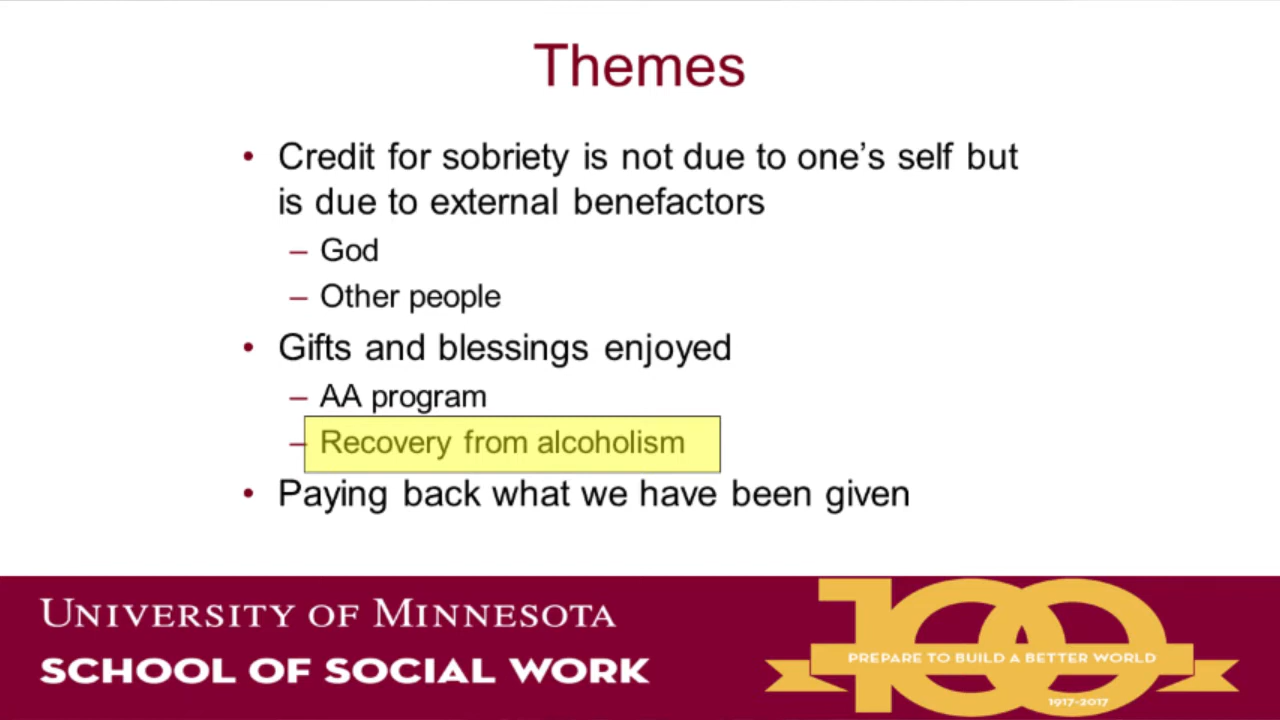 Themes
• Credit for sobriety is not due to one’s self but
is due to external benefactors
– God
– Other people
• Gifts and blessings enjoyed
– AA program
– Recovery from alcoholism
• Paying back what we have been given
UNIVERSITY OF MINNESOTA
SCHOOL OF SOCIAL WORK
100
PREPARE TO BUILD A BETTER WORLD
1917-2017